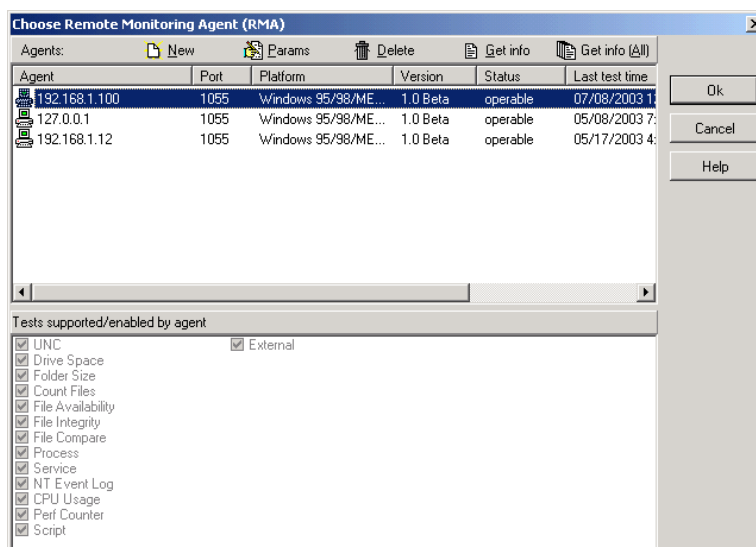 Choose Remote Monitoring Agent (RMA)
Agents: New Params Delete Get info Get info (All)
Agent Port Platform Version Status Last test time
192.168.1.100 1055 Windows 95/98/ME... 1.0 Beta operable 07/08/2003 1
127.0.0.1 1055 Windows 95/98/ME... 1.0 Beta operable 05/08/2003 7:
192.168.1.12 1055 Windows 95/98/ME... 1.0 Beta operable 05/17/2003 4:
Ok
Cancel
Help
Tests supported/enabled by agent
UNC External
Drive Space
Folder Size
Count Files
File Availability
File Integrity
File Compare
Process
Service
NT Event Log
CPU Usage
Perf Counter
Script